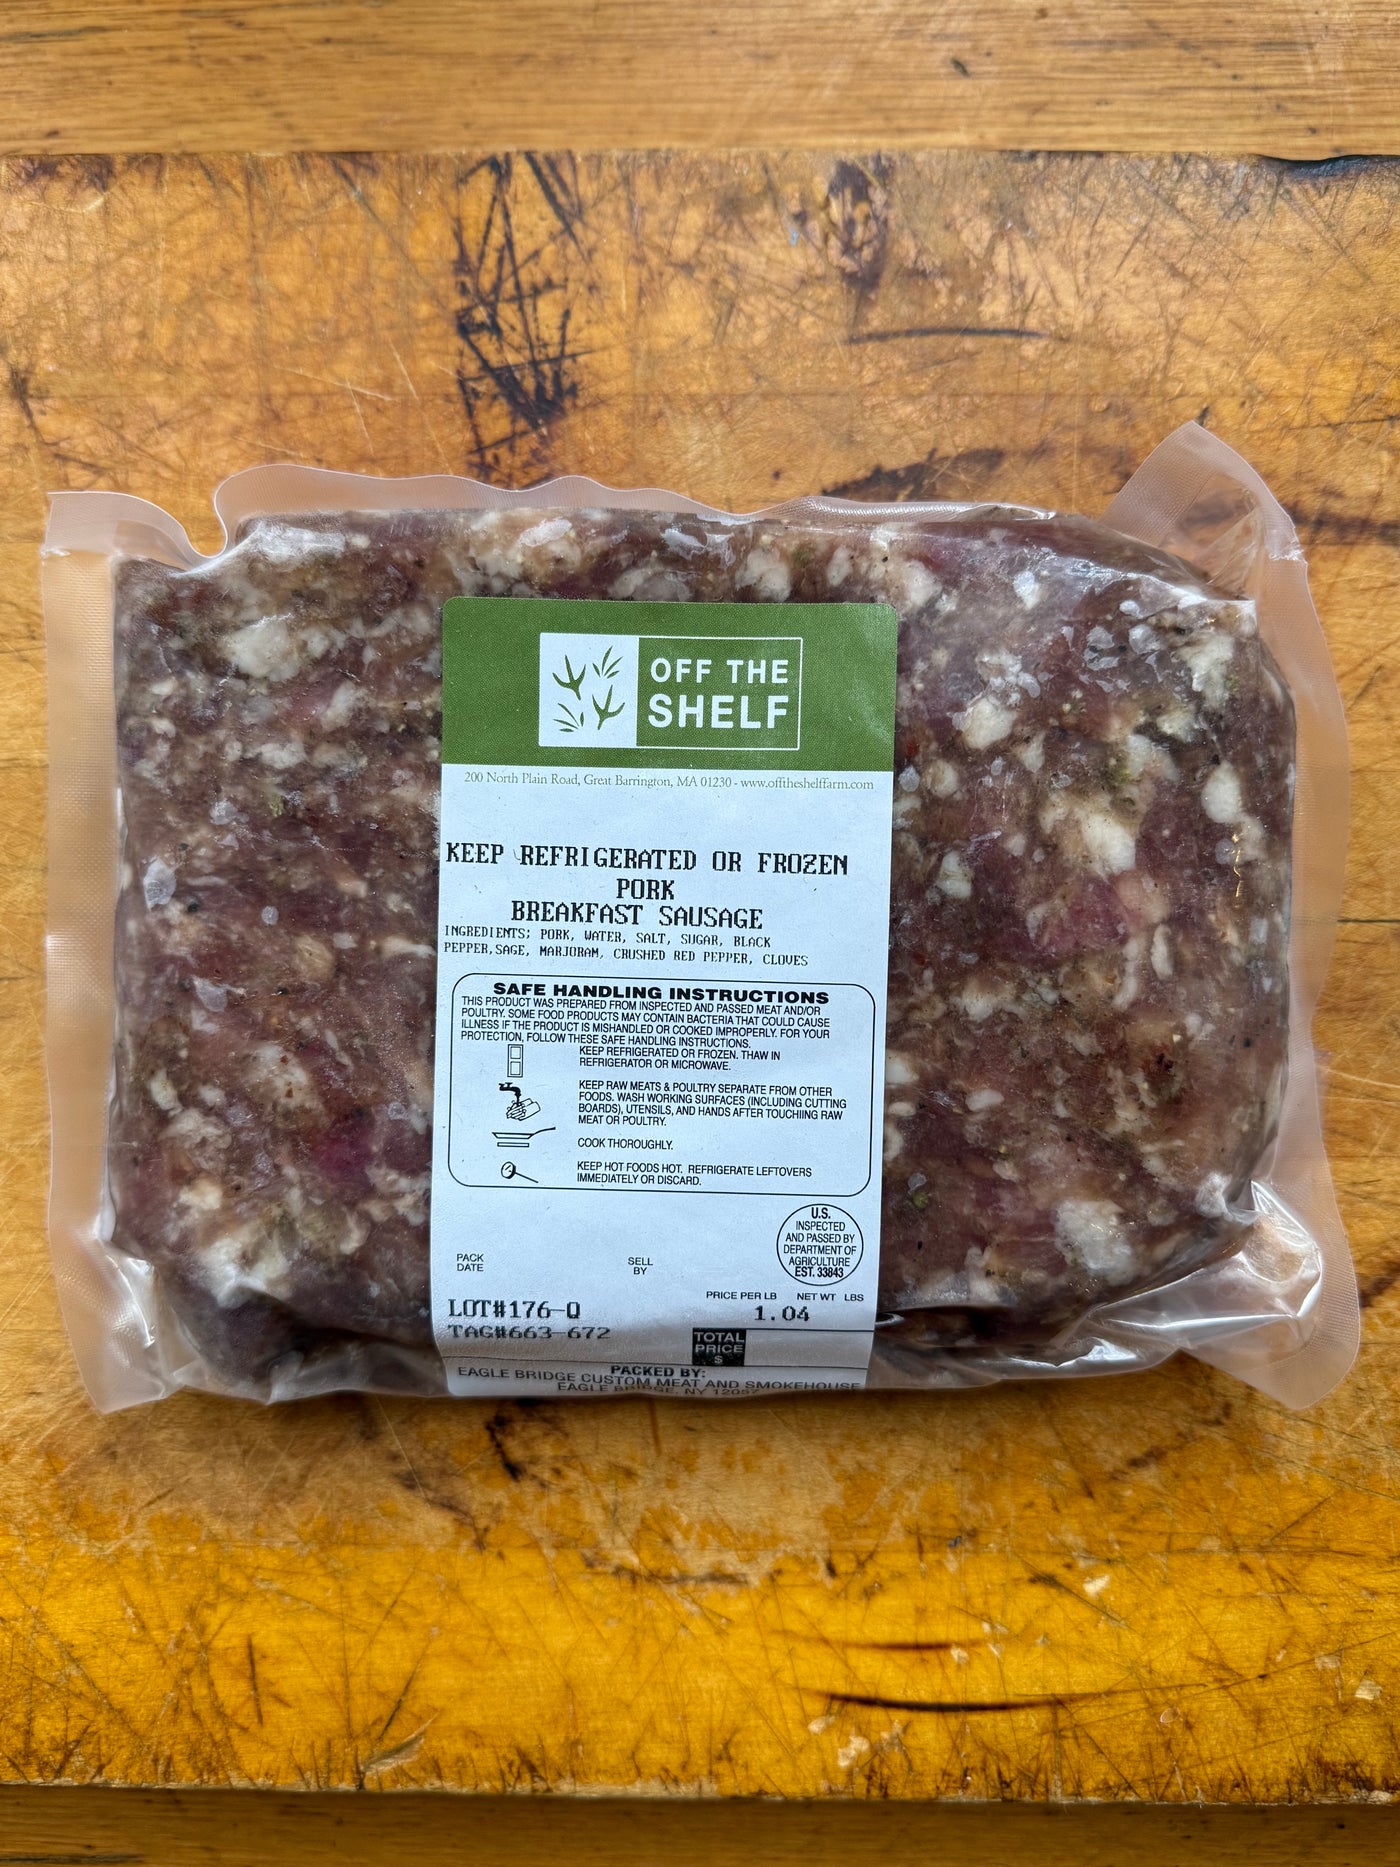 OFF THE
SHELF
200 North Plain Road, Great Barrington, MA 01230 - www.offtheshelffarm.com
KEEP REFRIGERATED OR FROZEN
PORK
BREAKFAST SAUSAGE
INGREDIENTS; PORK, WATER, SALT, SUGAR, BLACK
PEPPER,SAGE, MARJORAM, CRUSHED RED PEPPER, CLOVES
SAFE HANDLING INSTRUCTIONS
THIS PRODUCT WAS PREPARED FROM INSPECTED AND PASSED MEAT AND/OR
POULTRY. SOME FOOD PRODUCTS MAY CONTAIN BACTERIA THAT COULD CAUSE
ILLNESS IF THE PRODUCT IS MISHANDLED OR COOKED IMPROPERLY. FOR YOUR
PROTECTION, FOLLOW THESE SAFE HANDLING INSTRUCTIONS.
KEEP REFRIGERATED OR FROZEN. THAW IN
REFRIGERATOR OR MICROWAVE.
KEEP RAW MEATS & POULTRY SEPARATE FROM OTHER
FOODS. WASH WORKING SURFACES (INCLUDING CUTTING
BOARDS), UTENSILS, AND HANDS AFTER TOUCHIING RAW
MEAT OR POULTRY.
COOK THOROUGHLY.
KEEP HOT FOODS HOT. REFRIGERATE LEFTOVERS
IMMEDIATELY OR DISCARD.
U.S.
INSPECTED
AND PASSED BY
DEPARTMENT OF
AGRICULTURE
EST. 33843
PACK
DATE
SELL
BY
PRICE PER LB NET WT LBS
1.04
LOT#176-Q
TAG#663-672
TOTAL
PRICE
$
PACKED BY:
EAGLE BRIDGE CUSTOM MEAT AND SMOKEHOUSE
EAGLE BRIDGE, NY 12057